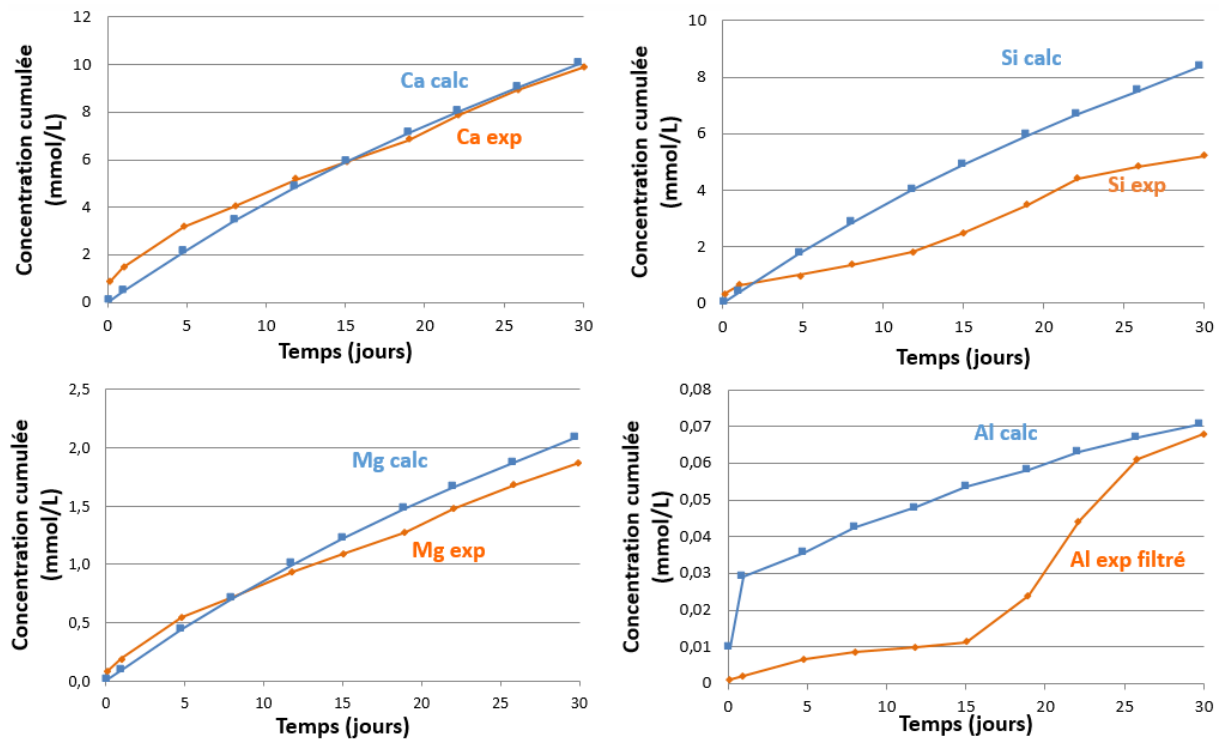 Concentration cumulée
(mmol/L)
12
10
8
6
4
2
0
Ca calc
Ca exp
0 5 10 15 20 25 30
Temps (jours)
Concentration cumulée
(mmol/L)
10
8
6
4
2
0
Si calc
Si exp
0 5 10 15 20 25 30
Temps (jours)
Concentration cumulée
(mmol/L)
2,5
2,0
1,5
1,0
0,5
0,0
Mg calc
Mg exp
0 5 10 15 20 25 30
Temps (jours)
Concentration cumulée
(mmol/L)
0,08
0,07
0,06
0,05
0,04
0,03
0,02
0,01
0
Al calc
Al exp filtré
0 5 10 15 20 25 30
Temps (jours)